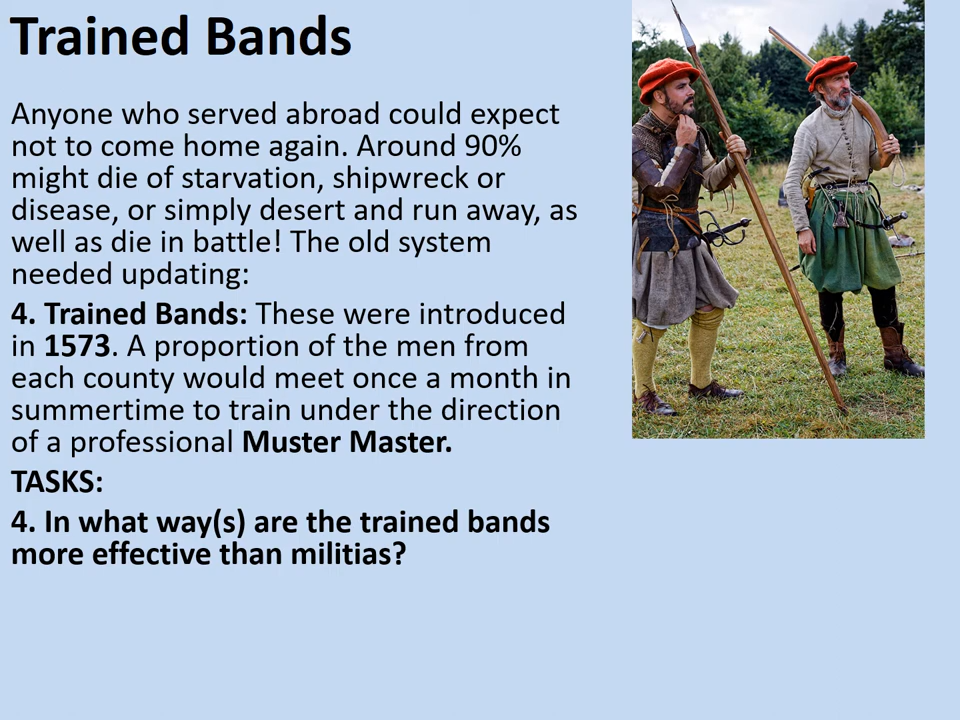 Trained Bands
Anyone who served abroad could expect
not to come home again. Around 90%
might die of starvation, shipwreck or
disease, or simply desert and run away, as
well as die in battle! The old system
needed updating:
4. Trained Bands: These were introduced
in 1573. A proportion of the men from
each county would meet once a month in
summertime to train under the direction
of a professional Muster Master.
TASKS:
4. In what way(s) are the trained bands
more effective than militias?